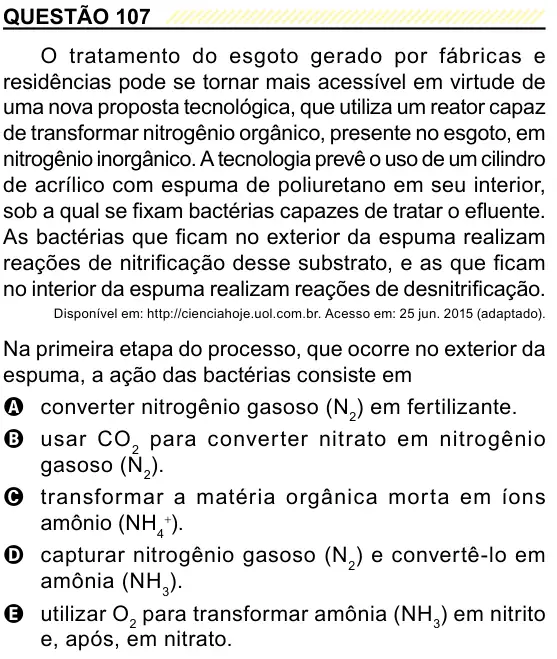 QUESTÃO 107
O tratamento do esgoto gerado por fábricas e
residências pode se tornar mais acessível em virtude de
uma nova proposta tecnológica, que utiliza um reator capaz
de transformar nitrogênio orgânico, presente no esgoto, em
nitrogênio inorgânico. A tecnologia prevê o uso de um cilindro
de acrílico com espuma de poliuretano em seu interior,
sob a qual se fixam bactérias capazes de tratar o efluente.
As bactérias que ficam no exterior da espuma realizam
reações de nitrificação desse substrato, e as que ficam
no interior da espuma realizam reações de desnitrificação.
Disponível em: http://cienciahoje.uol.com.br. Acesso em: 25 jun. 2015 (adaptado).
Na primeira etapa do processo, que ocorre no exterior da
espuma, a ação das bactérias consiste em
A converter nitrogênio gasoso (N₂) em fertilizante.
B usar CO₂ para converter nitrato em nitrogênio
gasoso (N₂).
C transformar a matéria orgânica morta em íons
amônio (NH₄⁺).
D capturar nitrogênio gasoso (N₂) e convertê-lo em
amônia (NH₃).
E utilizar O₂ para transformar amônia (NH₃) em nitrito
e, após, em nitrato.